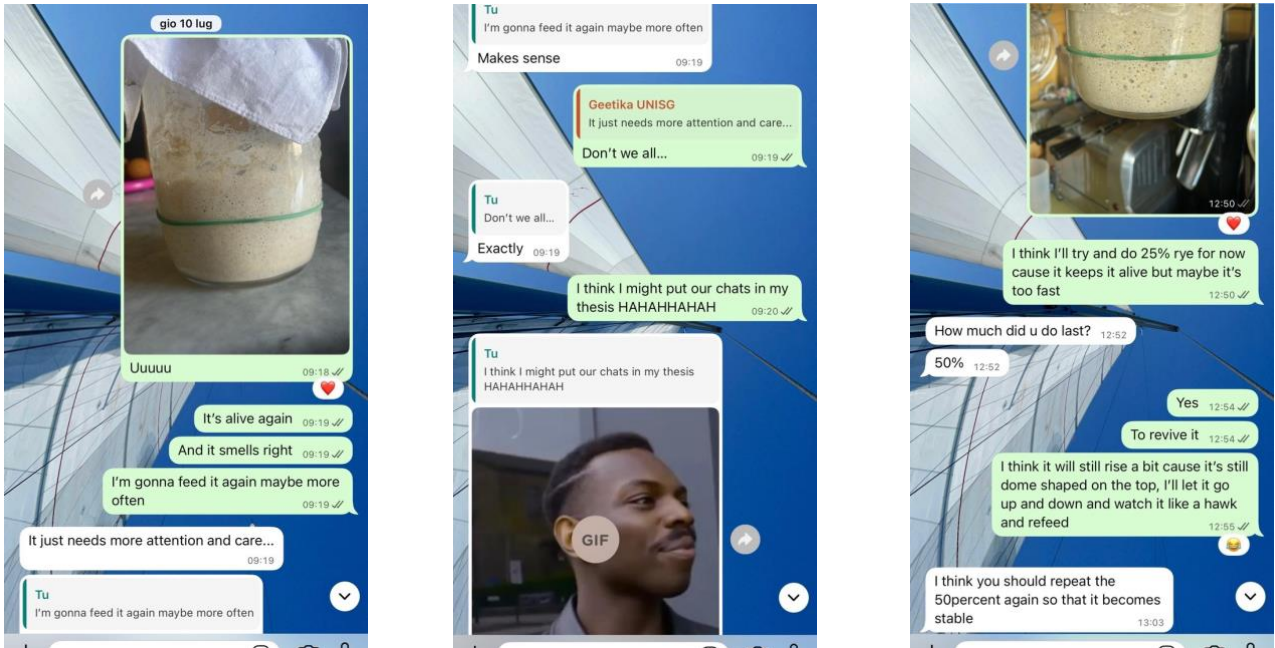 gio 10 lug
Uuuuu
09:18
It's alive again
09:19
And it smells right
09:19
I'm gonna feed it again maybe more
often
09:19
It just needs more attention and care...
09:19
Tu
I'm gonna feed it again maybe more often
Tu
I'm gonna feed it again maybe more often
Makes sense
09:19
Geetika UNISG
It just needs more attention and care...
Don't we all...
09:19
Tu
Don't we all...
Exactly
09:19
I think I might put our chats in my
thesis HAHAHHAHAH
09:20
Tu
I think I might put our chats in my thesis
HAHAHHAHAH
GIF
12:50
I think I'll try and do 25% rye for now
cause it keeps it alive but maybe it's
too fast
12:50
How much did u do last?
12:52
50%
12:52
Yes
12:54
To revive it
12:54
I think it will still rise a bit cause it's still
dome shaped on the top, I'll let it go
up and down and watch it like a hawk
and refeed
12:55
I think you should repeat the
50percent again so that it becomes
stable
13:03